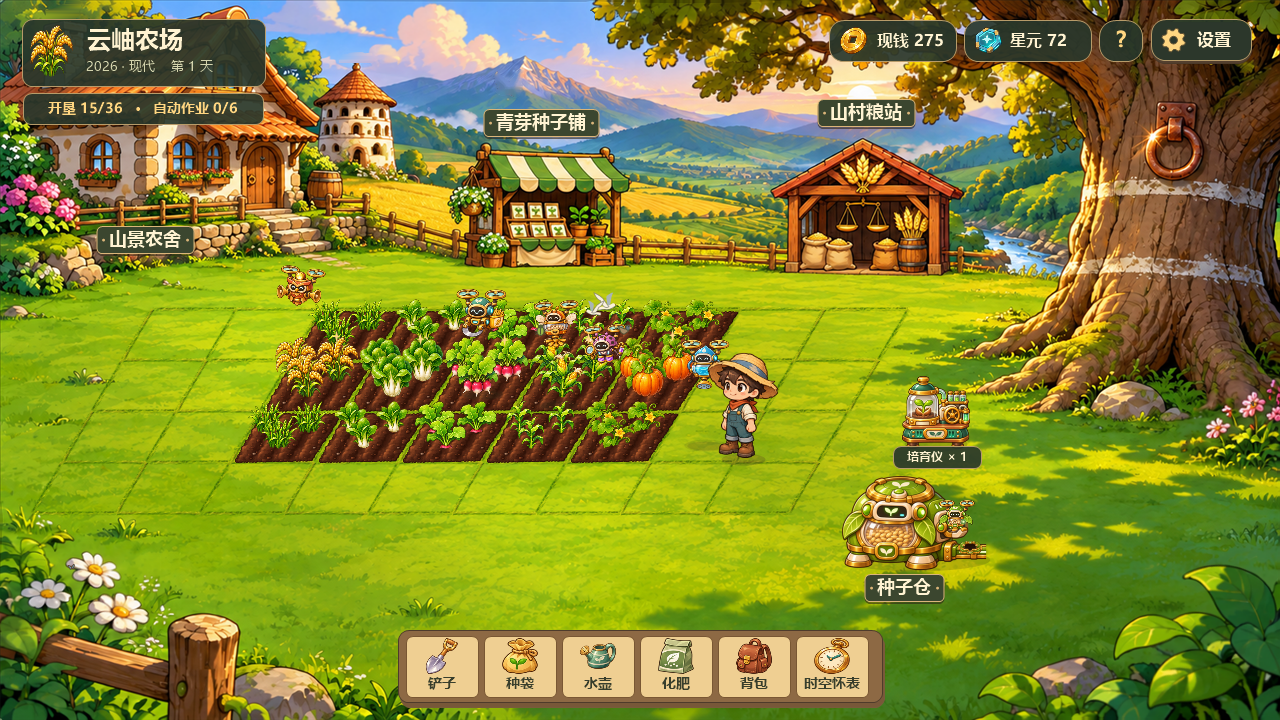 云岫农场
2026 · 现代 第 1 天
开垦 15/36 • 自动作业 0/6
现钱 275
星元 72
?
设置
· 青芽种子铺 ·
· 山村粮站 ·
· 山景农舍 ·
培育仪 × 1
· 种子仓 ·
铲子
种袋
水壶
化肥
背包
时空怀表